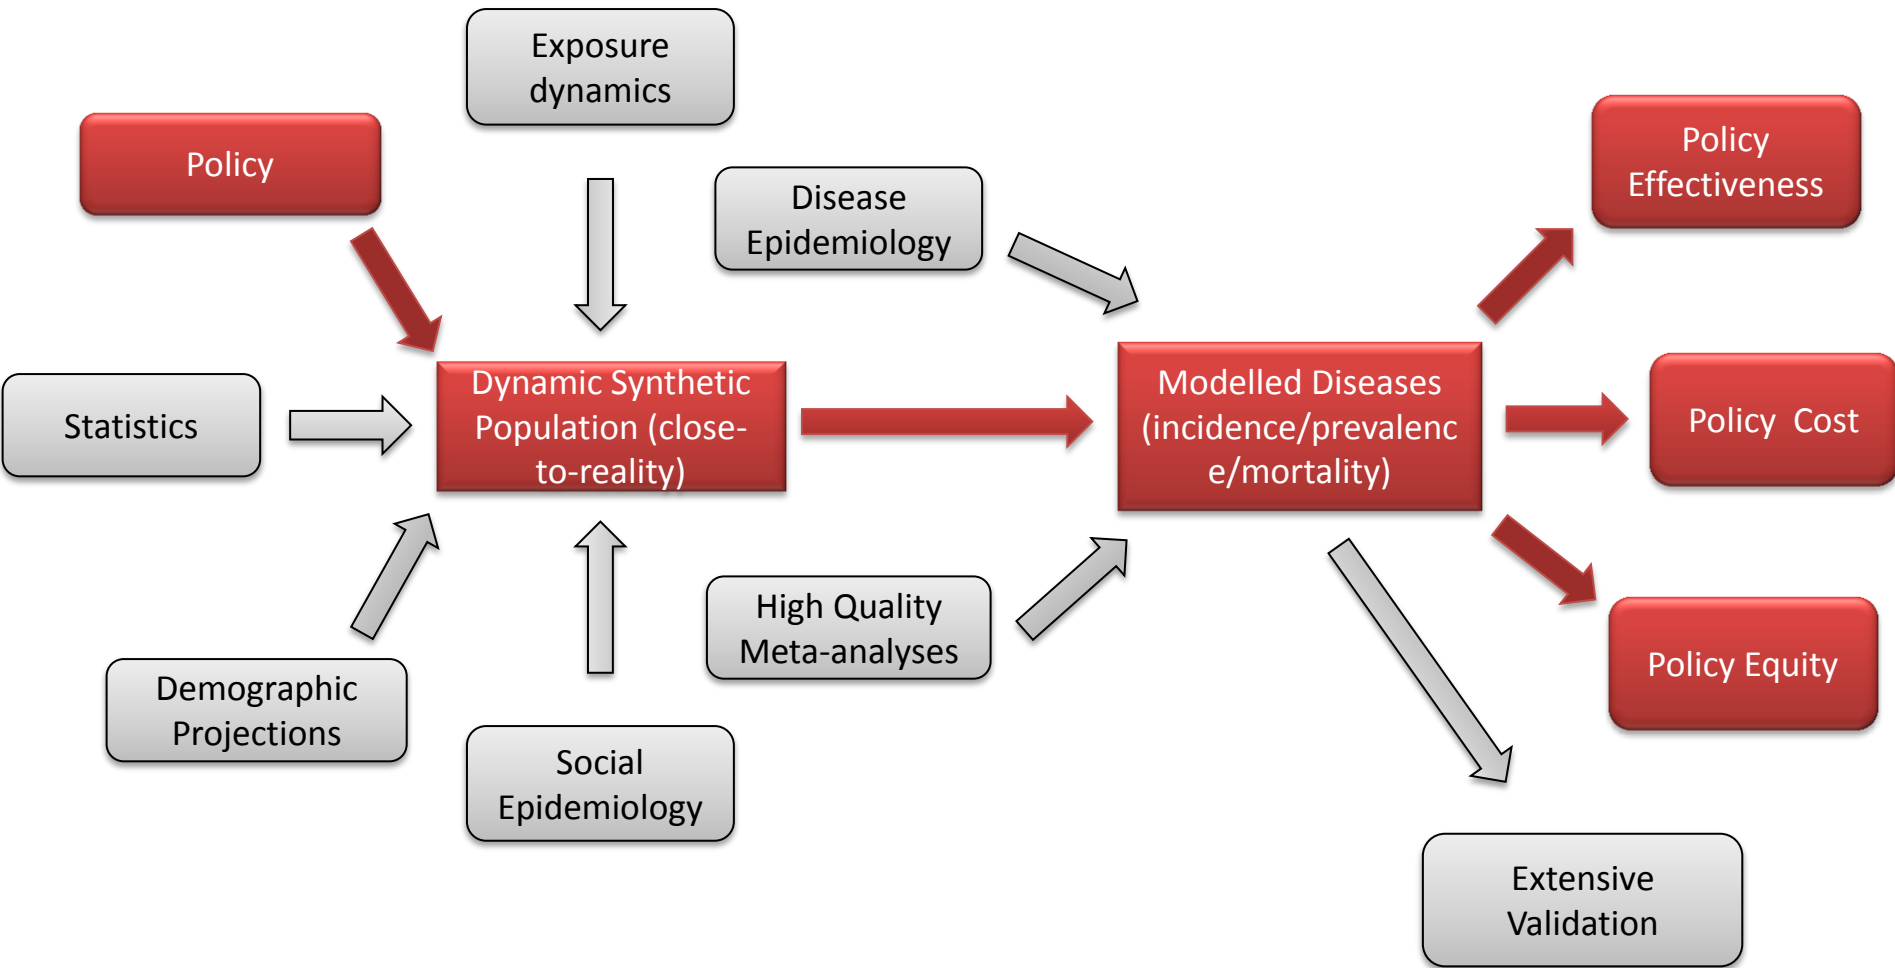 Exposure
dynamics
Policy
Policy
Effectiveness
Disease
Epidemiology
Statistics
Dynamic Synthetic
Population (close-
to-reality)
Modelled Diseases
(incidence/prevalenc
e/mortality)
Policy  Cost
High Quality
Meta-analyses
Policy Equity
Demographic
Projections
Social
Epidemiology
Extensive
Validation